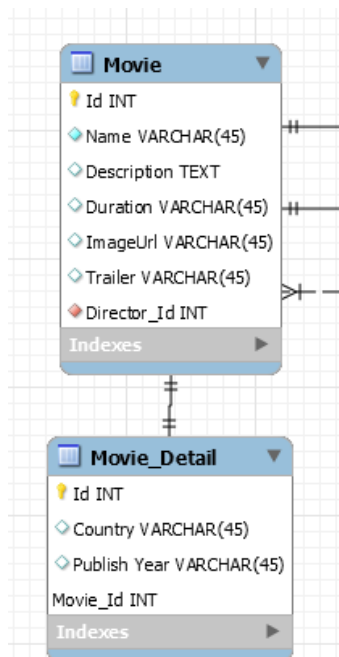 Movie
Id INT
Name VARCHAR(45)
Description TEXT
Duration VARCHAR(45)
ImageUrl VARCHAR(45)
Trailer VARCHAR(45)
Director_Id INT
Indexes
Movie_Detail
Id INT
Country VARCHAR(45)
Publish Year VARCHAR(45)
Movie_Id INT
Indexes